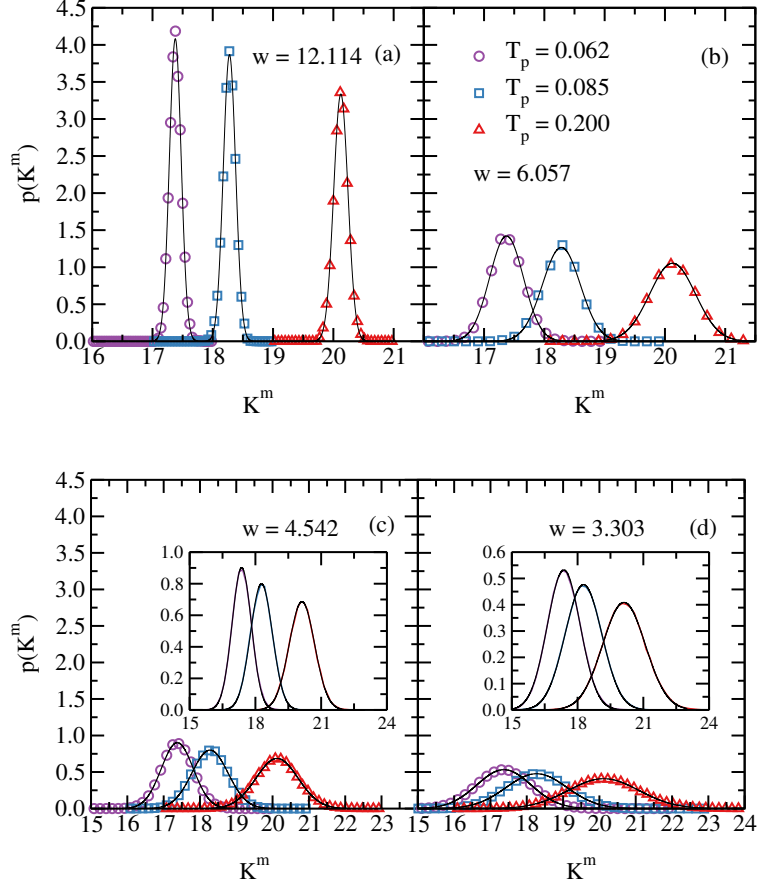 4.5
4.0
3.5
3.0
2.5
2.0
1.5
1.0
0.5
0.0
p(K^m)
w = 12.114
(a)
16 17 18 19 20 21
K^m
T_p = 0.062
T_p = 0.085
T_p = 0.200
(b)
w = 6.057
17 18 19 20 21
K^m
4.5
4.0
3.5
3.0
2.5
2.0
1.5
1.0
0.5
0.0
p(K^m)
w = 4.542
(c)
1.0
0.8
0.6
0.4
0.2
0.0
15 18 21 24
15 16 17 18 19 20 21 22 23
K^m
w = 3.303
(d)
0.6
0.5
0.4
0.3
0.2
0.1
0.0
15 18 21 24
15 16 17 18 19 20 21 22 23 24
K^m